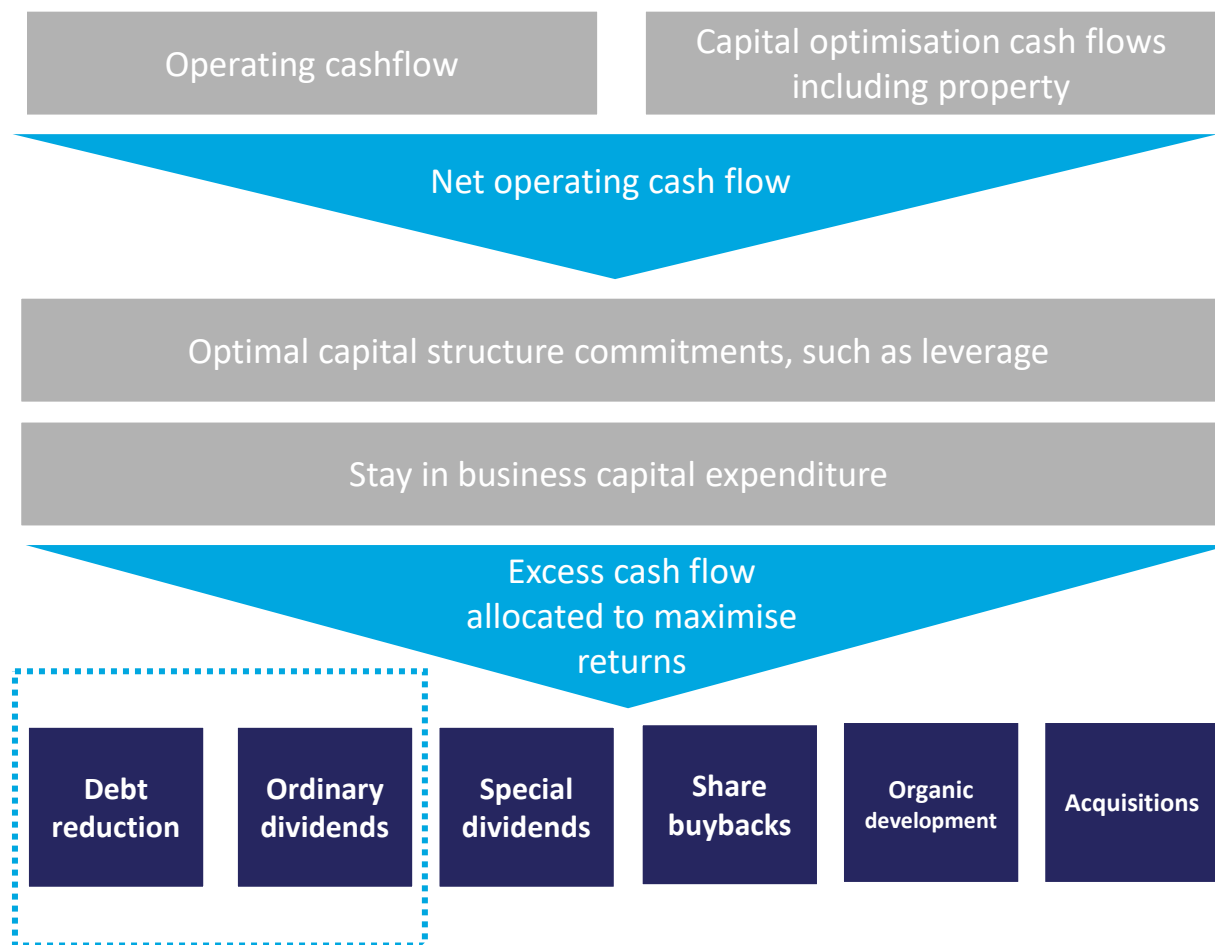 Operating cashflow
Capital optimisation cash flows
including property
Net operating cash flow
Optimal capital structure commitments, such as leverage
Stay in business capital expenditure
Excess cash flow
allocated to maximise
returns
Debt
reduction
Ordinary
dividends
Special
dividends
Share
buybacks
Organic
development
Acquisitions